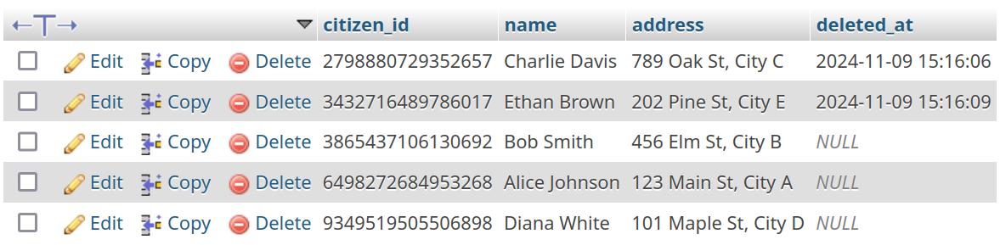 ←T→ citizen_id name address deleted_at
Edit Copy Delete 2798880729352657 Charlie Davis 789 Oak St, City C 2024-11-09 15:16:06
Edit Copy Delete 3432716489786017 Ethan Brown 202 Pine St, City E 2024-11-09 15:16:09
Edit Copy Delete 3865437106130692 Bob Smith 456 Elm St, City B NULL
Edit Copy Delete 6498272684953268 Alice Johnson 123 Main St, City A NULL
Edit Copy Delete 9349519505506898 Diana White 101 Maple St, City D NULL